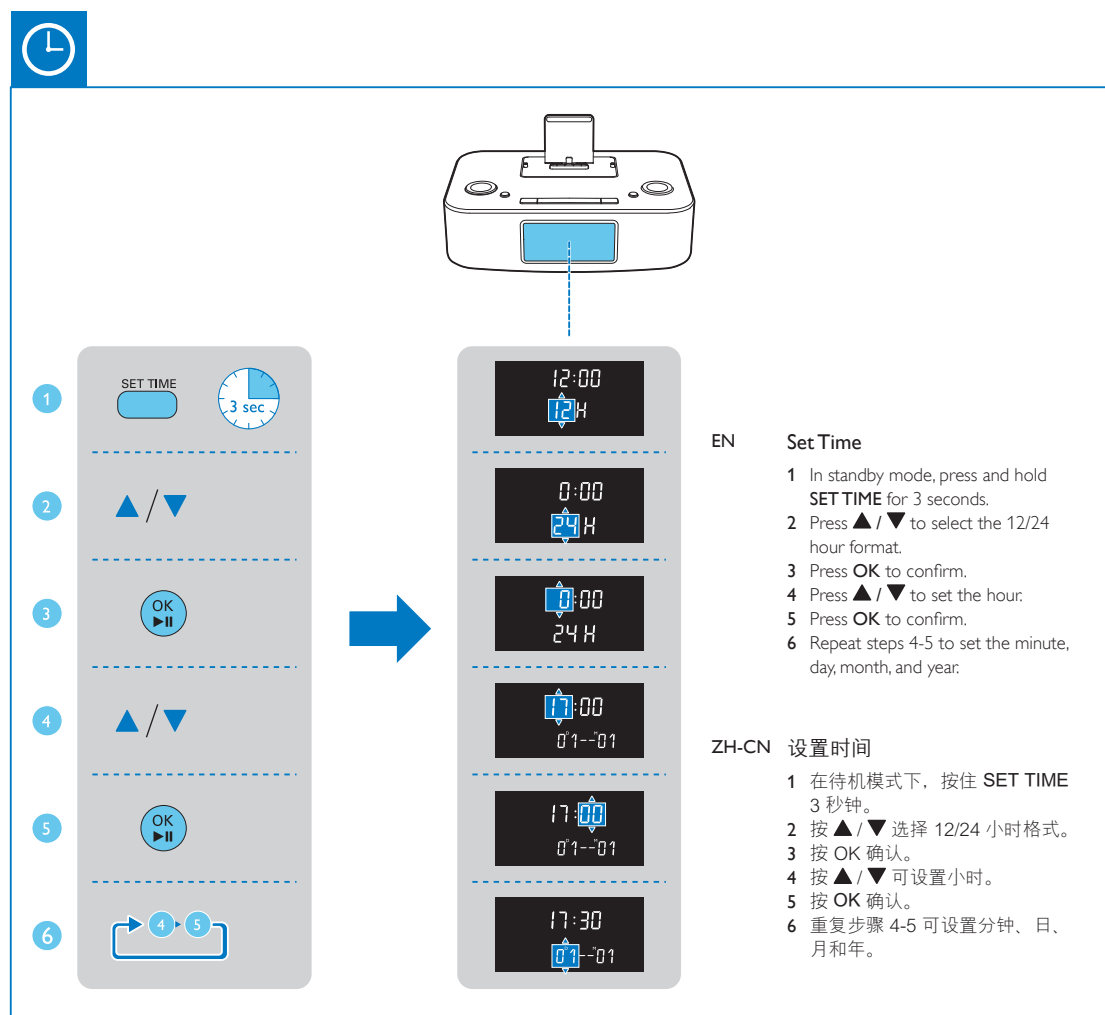 1
SET TIME
3 sec
12:00
12H
2
▲/▼
0:00
24H
3
OK
▶II
0:00
24H
4
▲/▼
17:00
01--01
5
OK
▶II
17:00
01--01
6
4 5
17:30
01--01
EN Set Time
1 In standby mode, press and hold
SET TIME for 3 seconds.
2 Press ▲ / ▼ to select the 12/24
hour format.
3 Press OK to confirm.
4 Press ▲ / ▼ to set the hour.
5 Press OK to confirm.
6 Repeat steps 4-5 to set the minute,
day, month, and year.
ZH-CN 设置时间
1 在待机模式下，按住 SET TIME
3 秒钟。
2 按 ▲ / ▼ 选择 12/24 小时格式。
3 按 OK 确认。
4 按 ▲ / ▼ 可设置小时。
5 按 OK 确认。
6 重复步骤 4-5 可设置分钟、日、
月和年。